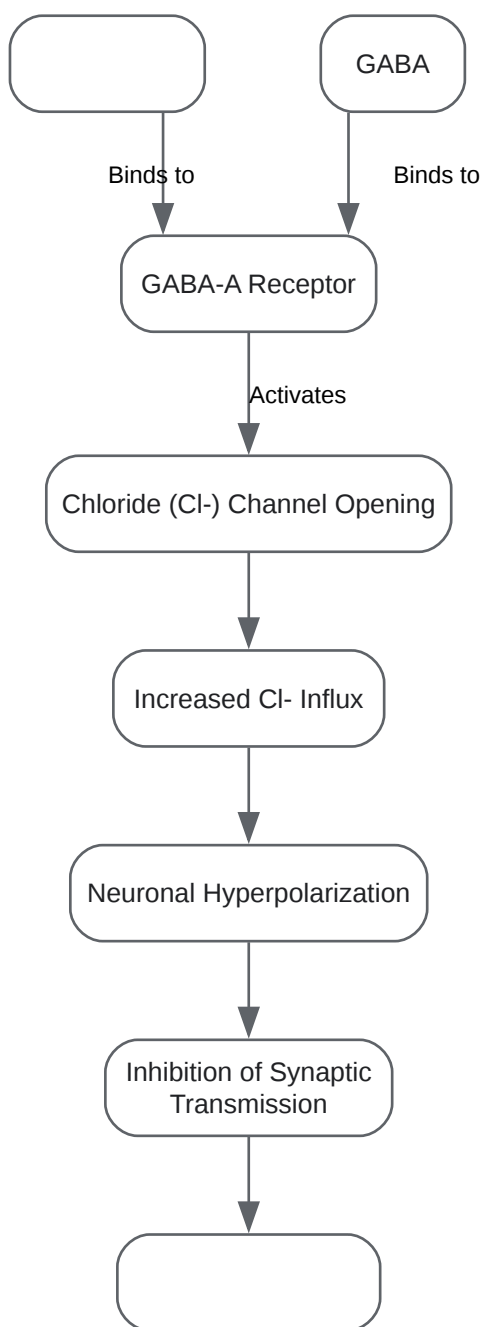 GABA
Binds to
Binds to
GABA-A Receptor
Activates
Chloride (Cl-) Channel Opening
Increased Cl- Influx
Neuronal Hyperpolarization
Inhibition of Synaptic
Transmission